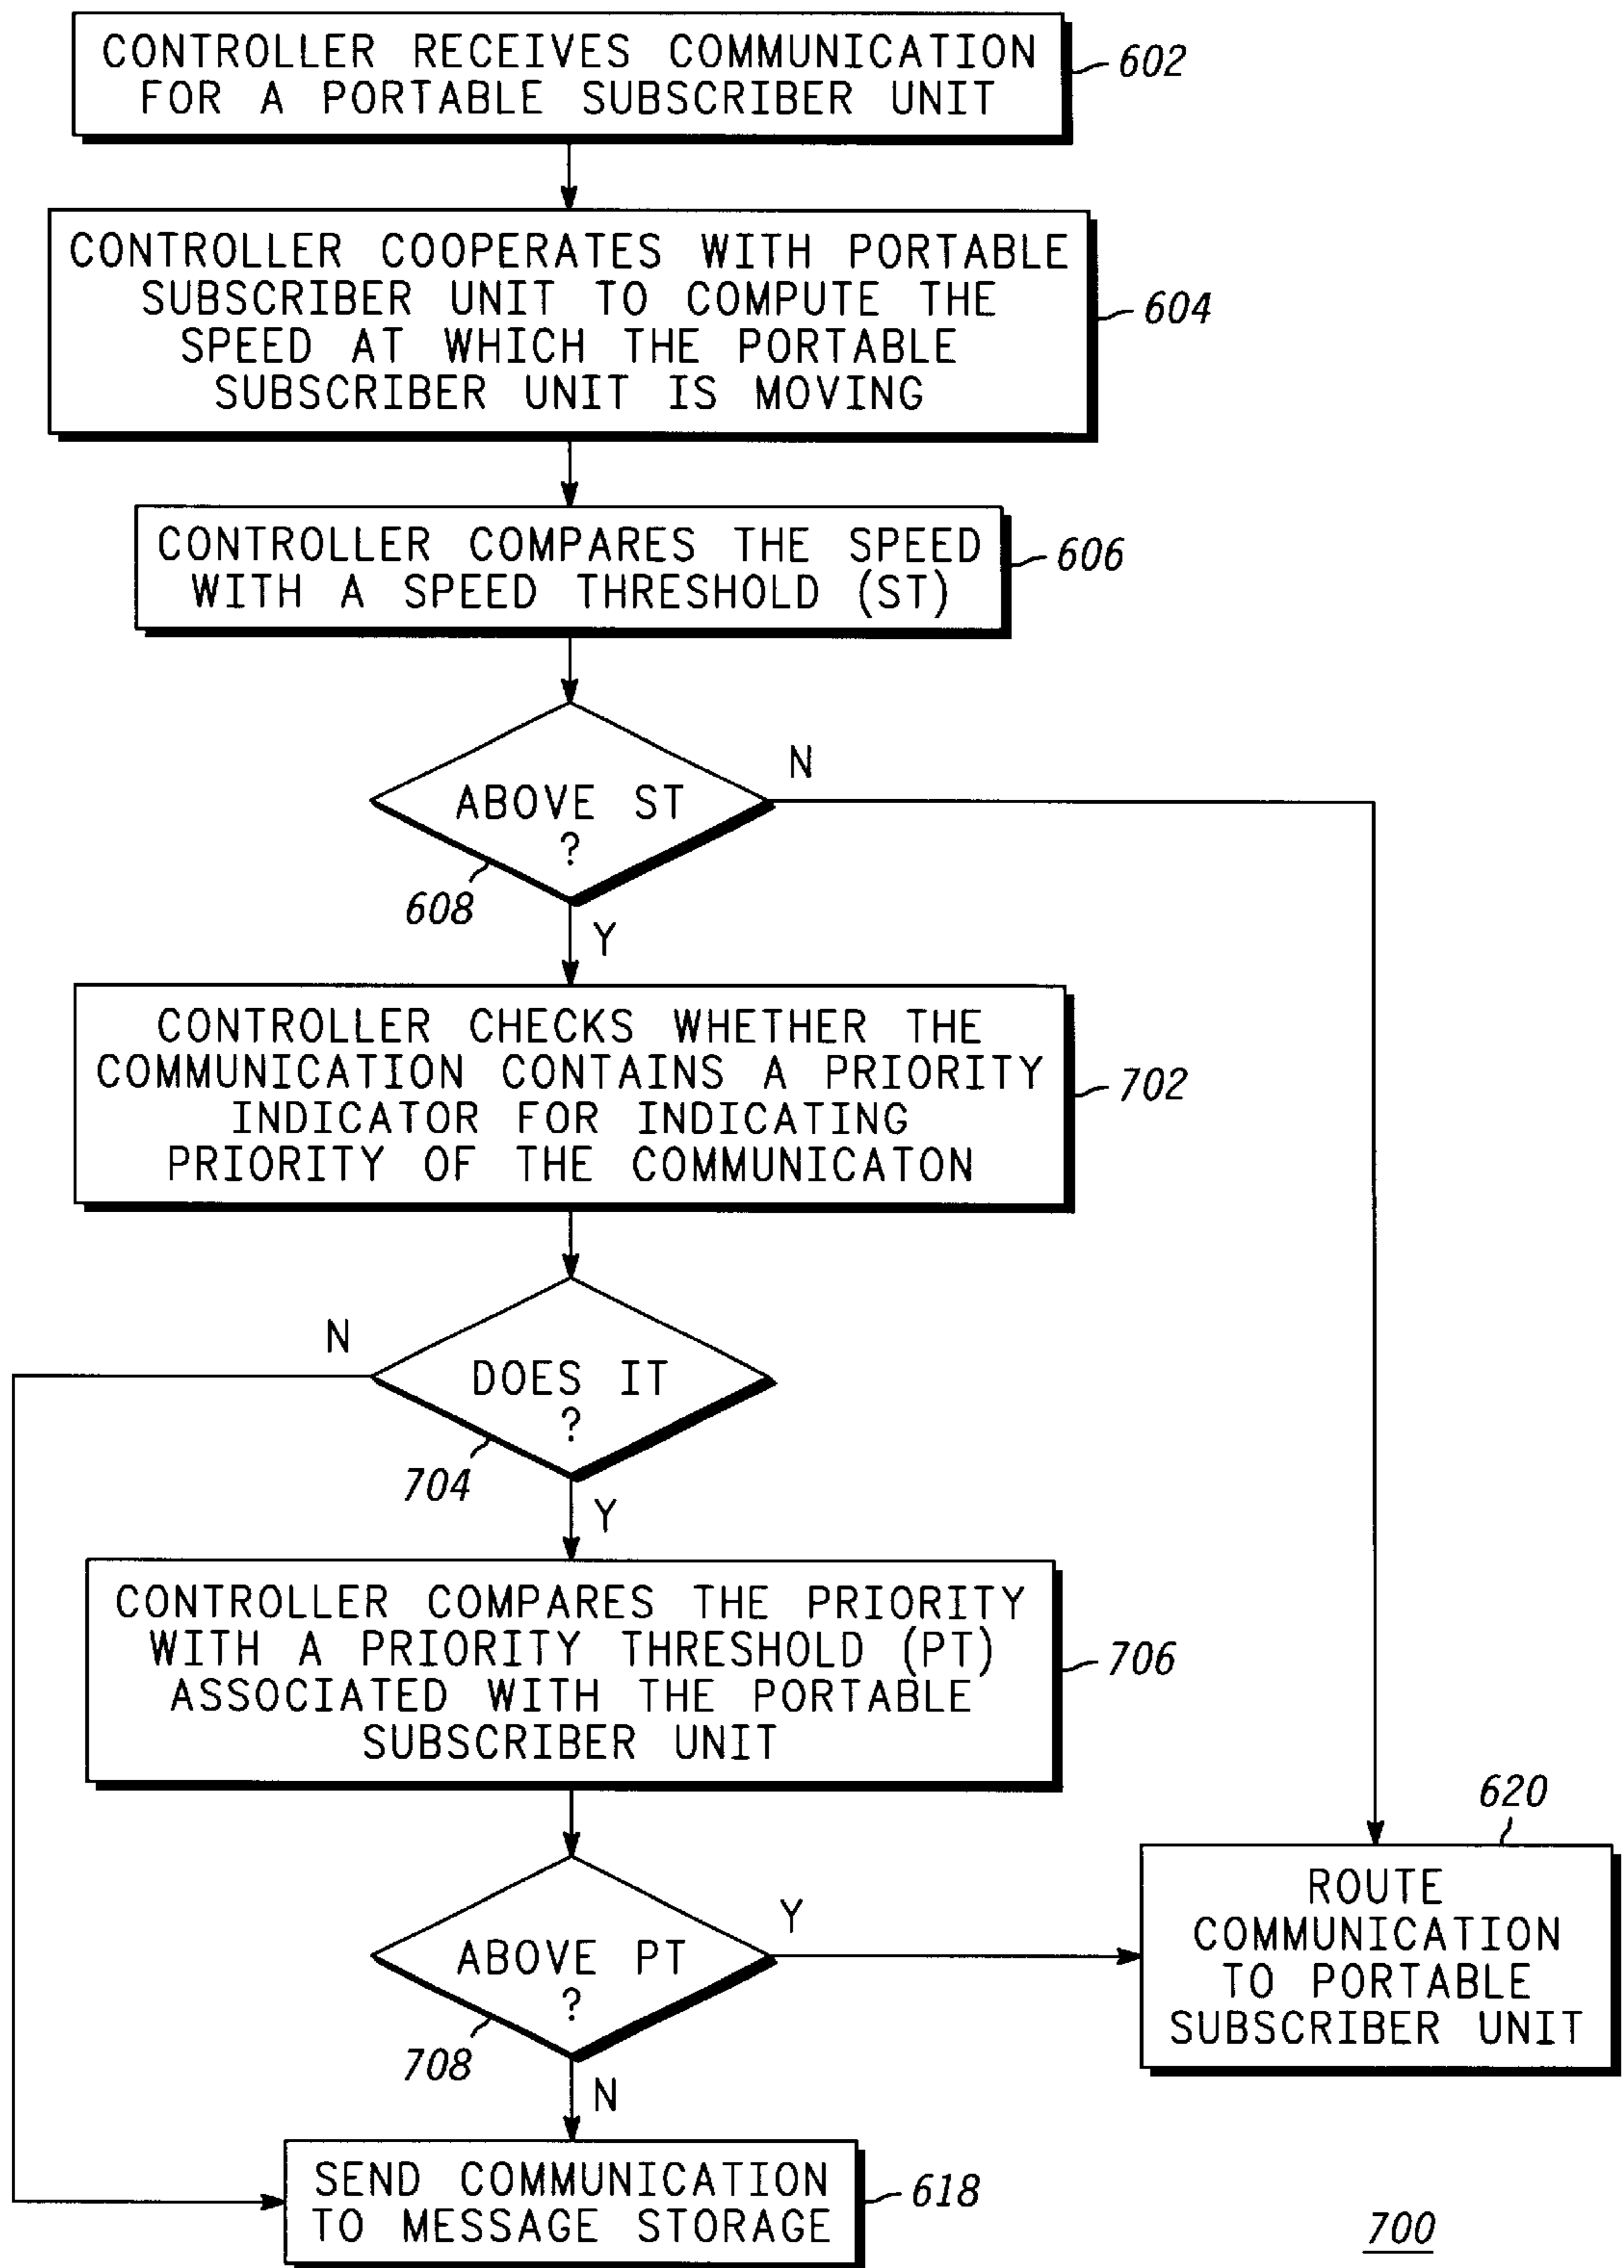 CONTROLLER RECEIVES COMMUNICATION
FOR A PORTABLE SUBSCRIBER UNIT
602
CONTROLLER COOPERATES WITH PORTABLE
SUBSCRIBER UNIT TO COMPUTE THE
SPEED AT WHICH THE PORTABLE
SUBSCRIBER UNIT IS MOVING
604
CONTROLLER COMPARES THE SPEED
WITH A SPEED THRESHOLD (ST)
606
ABOVE ST
?
N
608
Y
CONTROLLER CHECKS WHETHER THE
COMMUNICATION CONTAINS A PRIORITY
INDICATOR FOR INDICATING
PRIORITY OF THE COMMUNICATON
702
N
DOES IT
?
704
Y
CONTROLLER COMPARES THE PRIORITY
WITH A PRIORITY THRESHOLD (PT)
ASSOCIATED WITH THE PORTABLE
SUBSCRIBER UNIT
706
ABOVE PT
?
Y
708
N
620
ROUTE
COMMUNICATION
TO PORTABLE
SUBSCRIBER UNIT
SEND COMMUNICATION
TO MESSAGE STORAGE
618
700